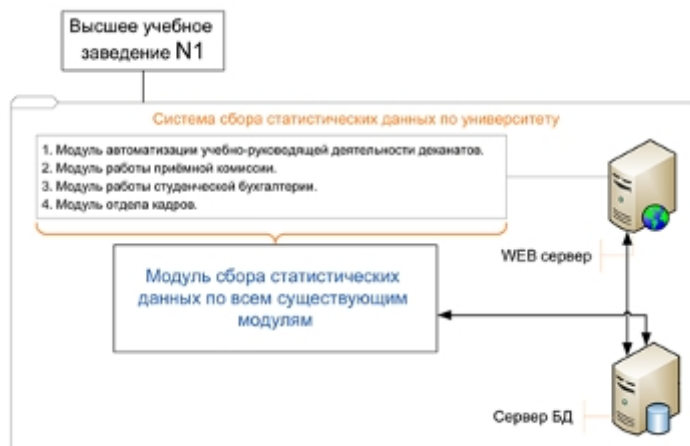 Высшее учебное
заведение N1
Система сбора статистических данных по университету
1. Модуль автоматизации учебно-руководящей деятельности деканатов.
2. Модуль работы приёмной комиссии.
3. Модуль работы студенческой бухгалтерии.
4. Модуль отдела кадров.
WEB сервер
Модуль сбора статистических
данных по всем существующим
модулям
Сервер БД